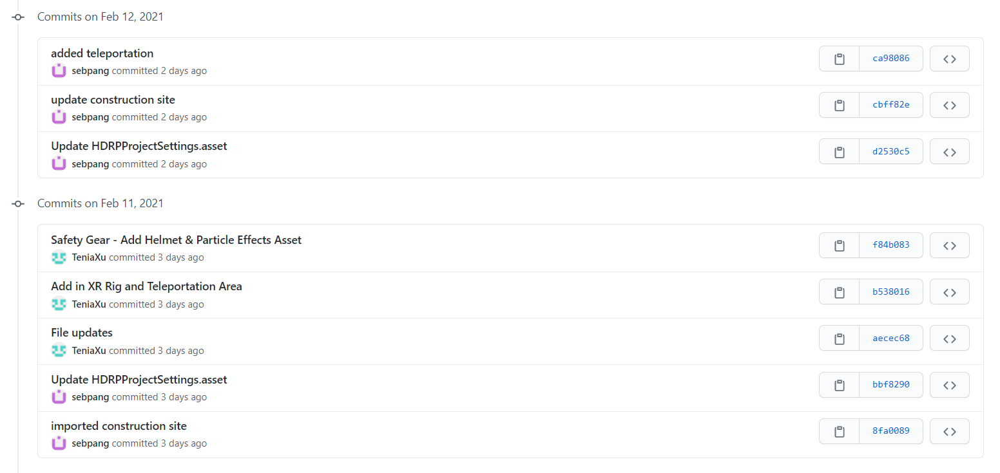 Commits on Feb 12, 2021
added teleportation
sebpang committed 2 days ago
ca98086
update construction site
sebpang committed 2 days ago
cbff82e
Update HDRPProjectSettings.asset
sebpang committed 2 days ago
d2530c5
Commits on Feb 11, 2021
Safety Gear - Add Helmet & Particle Effects Asset
TeniaXu committed 3 days ago
f84b083
Add in XR Rig and Teleportation Area
TeniaXu committed 3 days ago
b538016
File updates
TeniaXu committed 3 days ago
aecec68
Update HDRPProjectSettings.asset
sebpang committed 3 days ago
bbf8290
imported construction site
sebpang committed 3 days ago
8fa0089